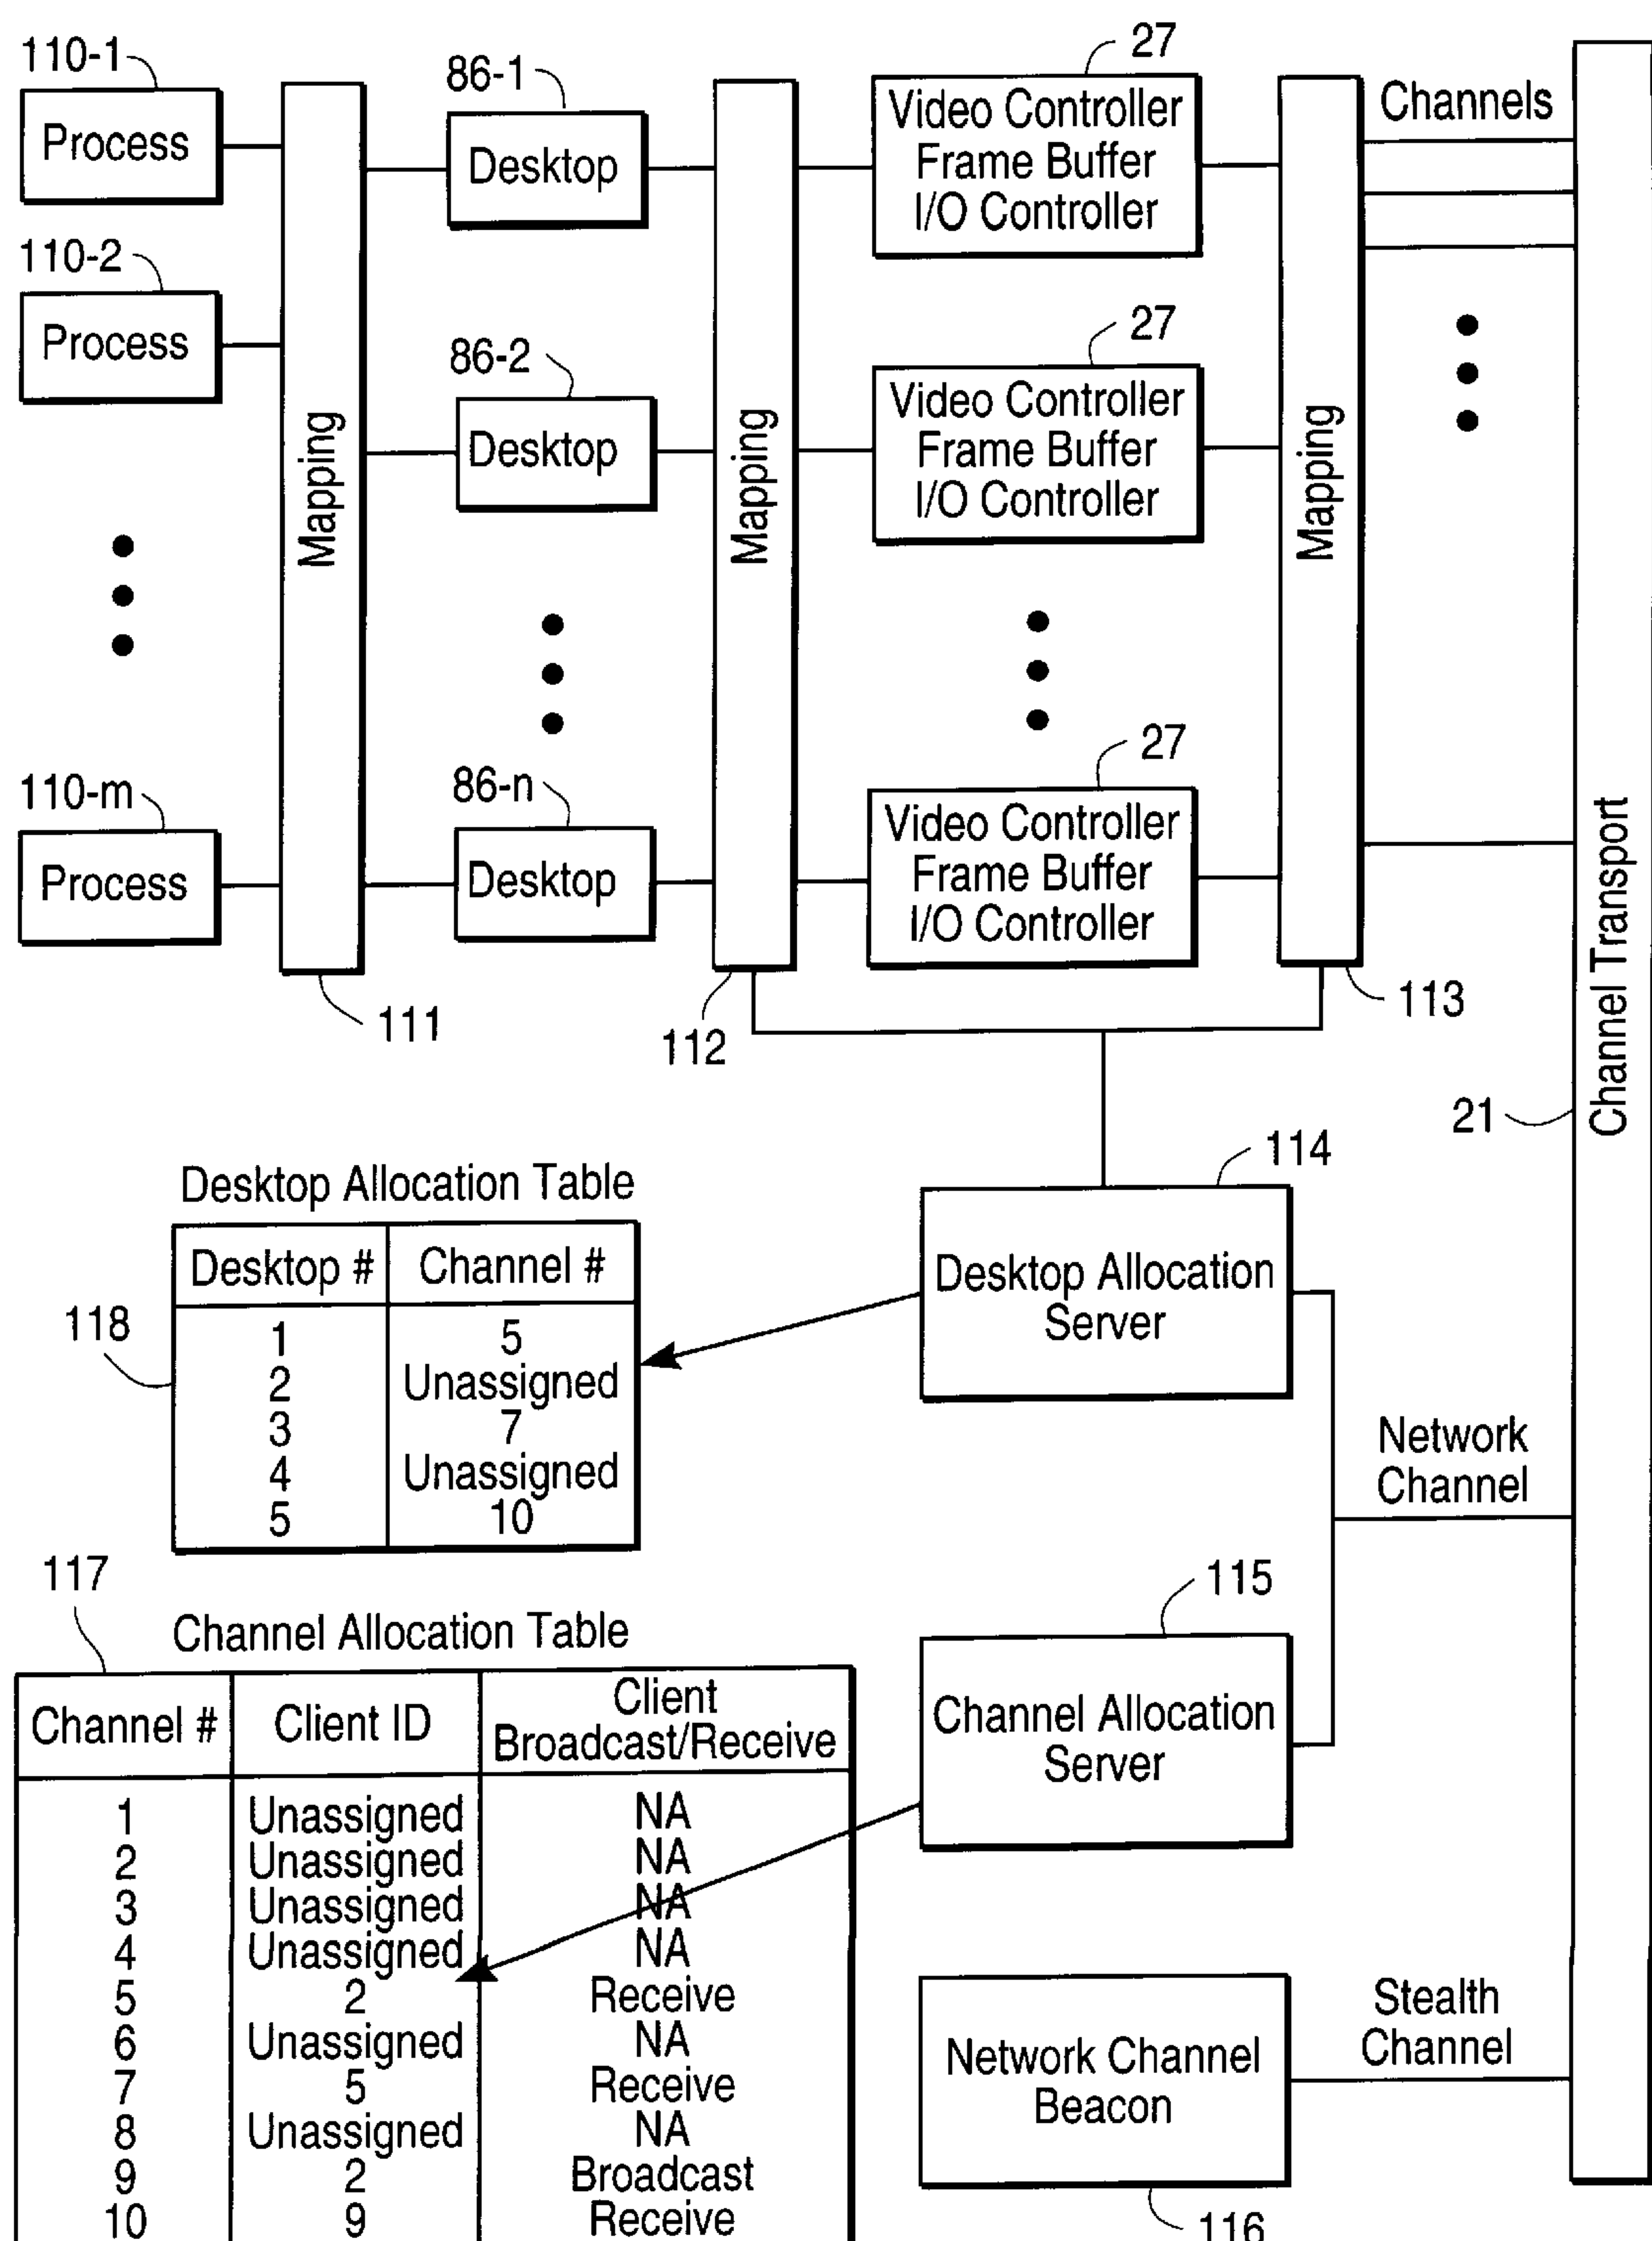 110-1
86-1
27
Process
Desktop
Video Controller
Frame Buffer
I/O Controller
Channels
110-2
86-2
27
Process
Desktop
Video Controller
Frame Buffer
I/O Controller
Mapping
Mapping
Mapping
110-m
86-n
27
Process
Desktop
Video Controller
Frame Buffer
I/O Controller
Channel Transport
111
112
113
21
114
Desktop Allocation
Server
Desktop Allocation Table
Desktop # Channel #
118
1 5
2 Unassigned
3 7
4 Unassigned
5 10
Network
Channel
117
115
Channel Allocation
Server
Channel Allocation Table
Channel # Client ID Client
Broadcast/Receive
1 Unassigned NA
2 Unassigned NA
3 Unassigned NA
4 Unassigned NA
5 2 Receive
6 Unassigned NA
7 5 Receive
8 Unassigned NA
9 2 Broadcast
10 9 Receive
Stealth
Channel
Network Channel
Beacon
116